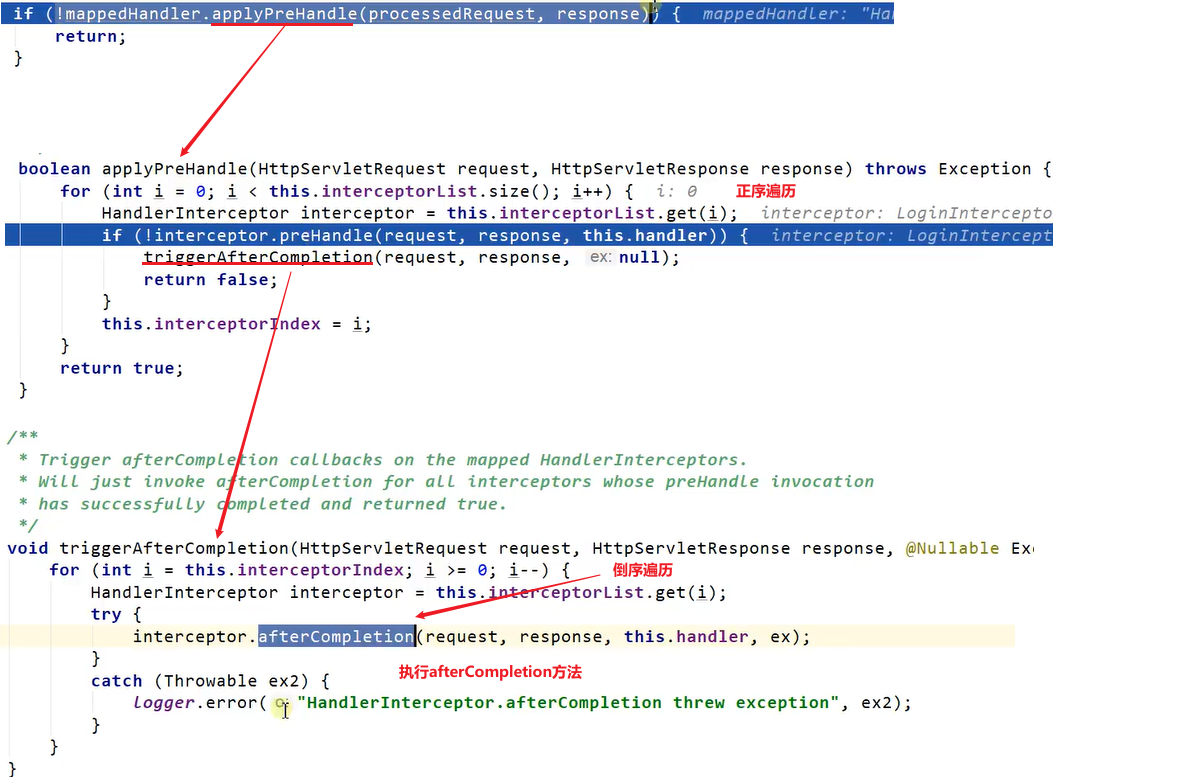 if (!mappedHandler.applyPreHandle(processedRequest, response)) { mappedHandler: "Ha
return;
}
boolean applyPreHandle(HttpServletRequest request, HttpServletResponse response) throws Exception {
for (int i = 0; i < this.interceptorList.size(); i++) { i: 0 正序遍历
HandlerInterceptor interceptor = this.interceptorList.get(i); interceptor: LoginIntercepto
if (!interceptor.preHandle(request, response, this.handler)) { interceptor: LoginIntercept
triggerAfterCompletion(request, response, ex: null);
return false;
}
this.interceptorIndex = i;
}
return true;
}
/**
* Trigger afterCompletion callbacks on the mapped HandlerInterceptors.
* Will just invoke afterCompletion for all interceptors whose preHandle invocation
* has successfully completed and returned true.
*/
void triggerAfterCompletion(HttpServletRequest request, HttpServletResponse response, @Nullable Ex
for (int i = this.interceptorIndex; i >= 0; i--) { 倒序遍历
HandlerInterceptor interceptor = this.interceptorList.get(i);
try {
interceptor.afterCompletion(request, response, this.handler, ex);
}
执行afterCompletion方法
catch (Throwable ex2) {
logger.error( o: "HandlerInterceptor.afterCompletion threw exception", ex2);
}
}
}